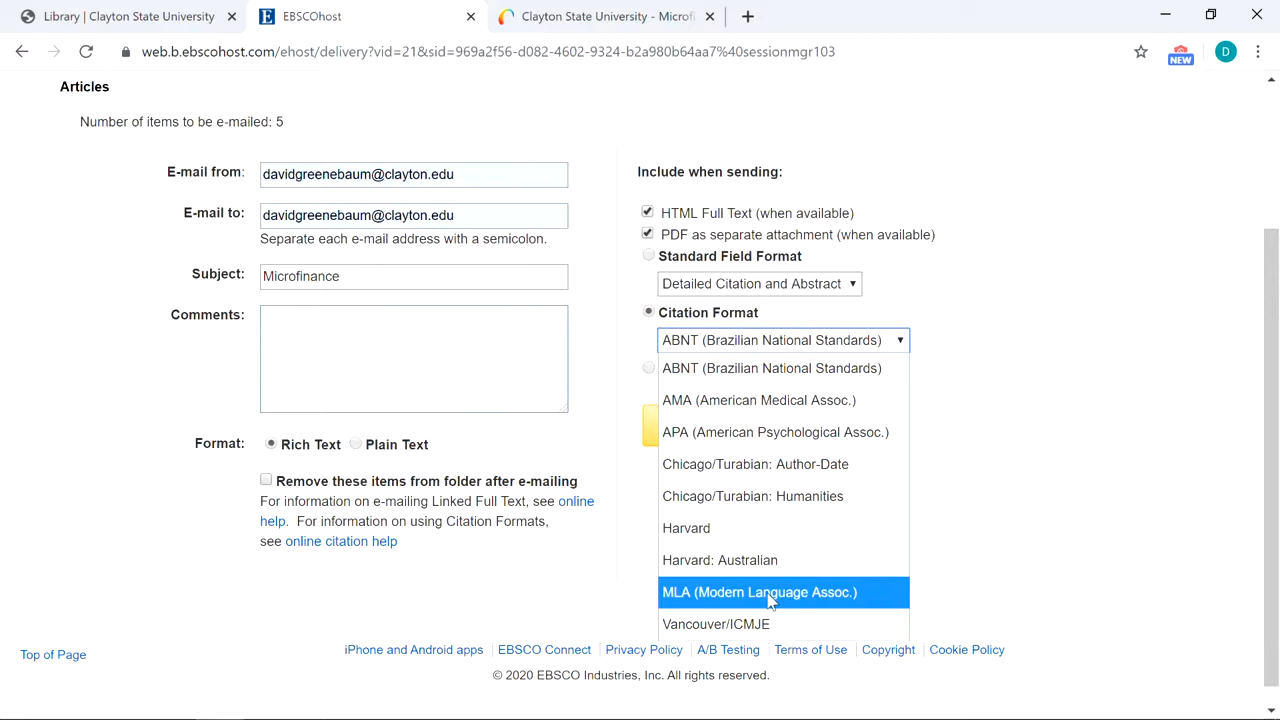 Library | Clayton State University
EBSCOhost
Clayton State University - Microfi
web.b.ebscohost.com/ehost/delivery?vid=21&sid=969a2f56-d082-4602-9324-b2a980b64aa7%40sessionmgr103
NEW
D
Articles
Number of items to be e-mailed: 5
E-mail from: davidgreenebaum@clayton.edu
E-mail to: davidgreenebaum@clayton.edu
Separate each e-mail address with a semicolon.
Subject: Microfinance
Comments:
Format: Rich Text Plain Text
Remove these items from folder after e-mailing
For information on e-mailing Linked Full Text, see online
help. For information on using Citation Formats,
see online citation help
Include when sending:
HTML Full Text (when available)
PDF as separate attachment (when available)
Standard Field Format
Detailed Citation and Abstract
Citation Format
ABNT (Brazilian National Standards)
ABNT (Brazilian National Standards)
AMA (American Medical Assoc.)
APA (American Psychological Assoc.)
Chicago/Turabian: Author-Date
Chicago/Turabian: Humanities
Harvard
Harvard: Australian
MLA (Modern Language Assoc.)
Vancouver/ICMJE
Top of Page
iPhone and Android apps EBSCO Connect Privacy Policy A/B Testing Terms of Use Copyright Cookie Policy
© 2020 EBSCO Industries, Inc. All rights reserved.